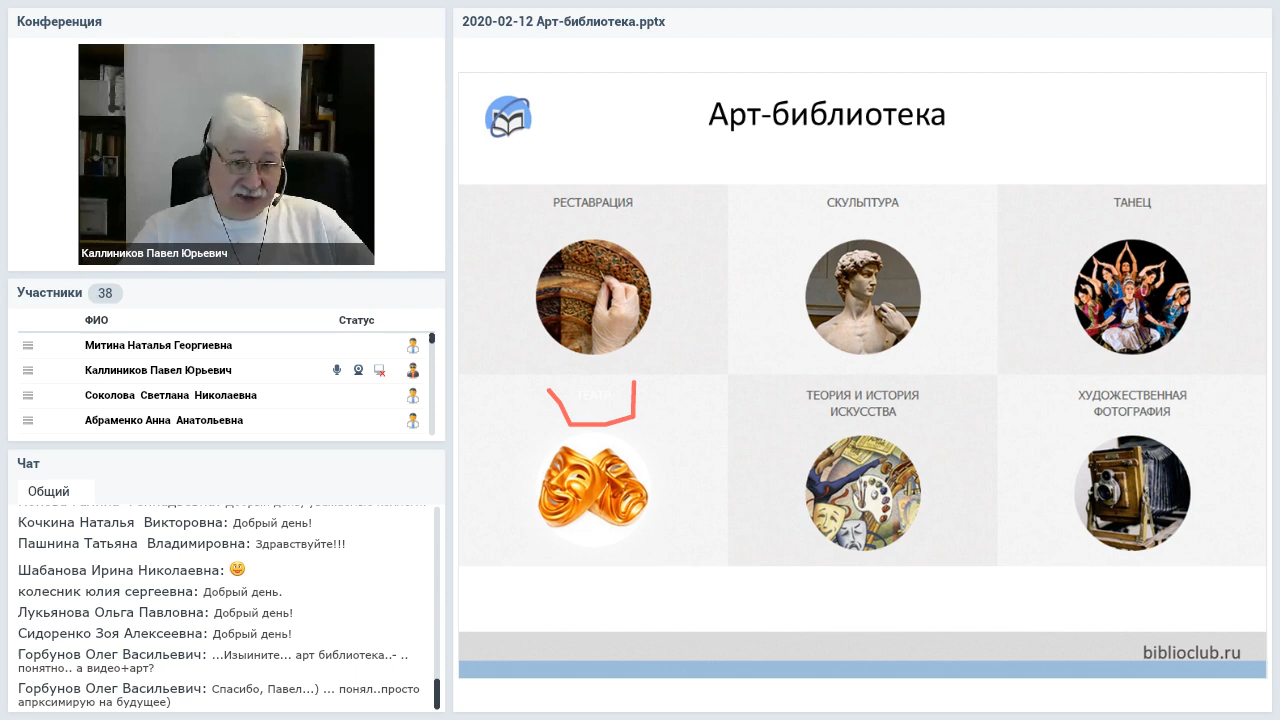 Конференция
Каллиников Павел Юрьевич
Участники 38
ФИО Статус
Митина Наталья Георгиевна
Каллиников Павел Юрьевич
Соколова Светлана Николаевна
Абраменко Анна Анатольевна
Чат
Общий
Кочкина Наталья Викторовна: Добрый день!
Пашнина Татьяна Владимировна: Здравствуйте!!!
Шабанова Ирина Николаевна:
колесник юлия сергеевна: Добрый день.
Лукьянова Ольга Павловна: Добрый день!
Сидоренко Зоя Алексеевна: Добрый день!
Горбунов Олег Васильевич: ...Изыините... арт библиотека..- ..
понятно.. а видео+арт?
Горбунов Олег Васильевич: Спасибо, Павел...) ... понял..просто
апрксимирую на будущее)
2020-02-12 Арт-библиотека.pptx
Арт-библиотека
РЕСТАВРАЦИЯ
СКУЛЬПТУРА
ТАНЕЦ
ТЕАТР
ТЕОРИЯ И ИСТОРИЯ
ИСКУССТВА
ХУДОЖЕСТВЕННАЯ
ФОТОГРАФИЯ
biblioclub.ru